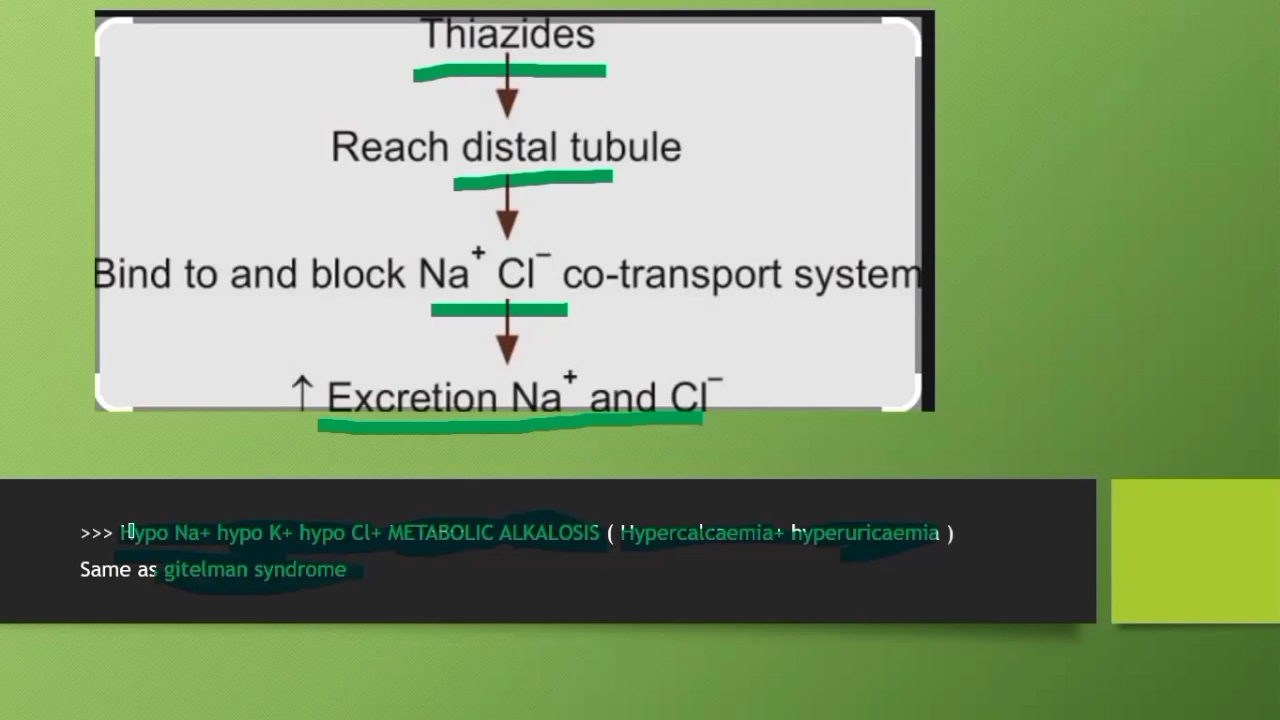 Thiazides
Reach distal tubule
Bind to and block Na⁺ Cl⁻ co-transport system
↑ Excretion Na⁺ and Cl⁻
>>> Hypo Na+ hypo K+ hypo Cl+ METABOLIC ALKALOSIS ( Hypercalcaemia+ hyperuricaemia )
Same as gitelman syndrome